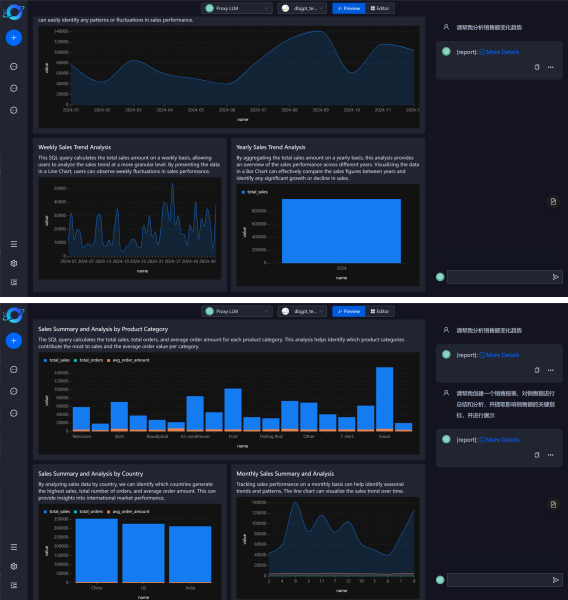 Proxy LLM
dbgpt_te...
Preview
Editor
can easily identify any patterns or fluctuations in sales performance.
140000
120000
100000
80000
60000
40000
20000
0
value
2024-01
2024-02
2024-03
2024-04
2024-05
2024-06
2024-07
2024-08
2024-09
2024-10
2024-11
2024-1
name
请帮我分析销售额变化趋势
[report]: More Details
Weekly Sales Trend Analysis
This SQL query calculates the total sales amount on a weekly basis, allowing
users to analyze the sales trend at a more granular level. By presenting the data
in a Line Chart, users can observe weekly fluctuations in sales performance.
50000
40000
30000
20000
10000
0
value
2024-01
2024-07
2024-13
2024-19
2024-25
2024-31
2024-37
2024-43
2024-49
name
Yearly Sales Trend Analysis
By aggregating the total sales amount on a yearly basis, this analysis provides
an overview of the sales performance across different years. Visualizing the data
in a Bar Chart can effectively compare the sales figures between years and
identify any significant growth or decline in sales.
total_sales
800000
600000
400000
200000
0
value
2024
name
Proxy LLM
dbgpt_te...
Preview
Editor
Sales Summary and Analysis by Product Category
The SQL query calculates the total sales, total orders, and average order amount for each product category. This analysis helps identify which product categories
contribute the most to sales and the average order value per category.
total_sales
total_orders
avg_order_amount
140000
120000
100000
80000
60000
40000
20000
0
value
Television
Skirt
Rawalpindi
Air conditioner
Fruit
Fishing Reel
Other
T-shirt
Snack
name
请帮我分析销售额变化趋势
[report]: More Details
请帮我创建一个销售报表，对销售额进行
总结和分析，并提取影响销售额的关键指
标，并进行展示
[report]: More Details
Sales Summary and Analysis by Country
By analyzing sales data by country, we can identify which countries generate
the highest sales, total number of orders, and average order amount. This can
provide insights into international market performance.
total_sales
total_orders
avg_order_amount
350000
300000
250000
200000
150000
100000
50000
0
value
China
US
India
name
Monthly Sales Summary and Analysis
Tracking sales performance on a monthly basis can help identify seasonal
trends and patterns. The line chart can visualize the sales trend over time.
140000
120000
100000
80000
60000
40000
20000
0
value
2
4
9
3
11
7
12
10
5
6
1
8
name